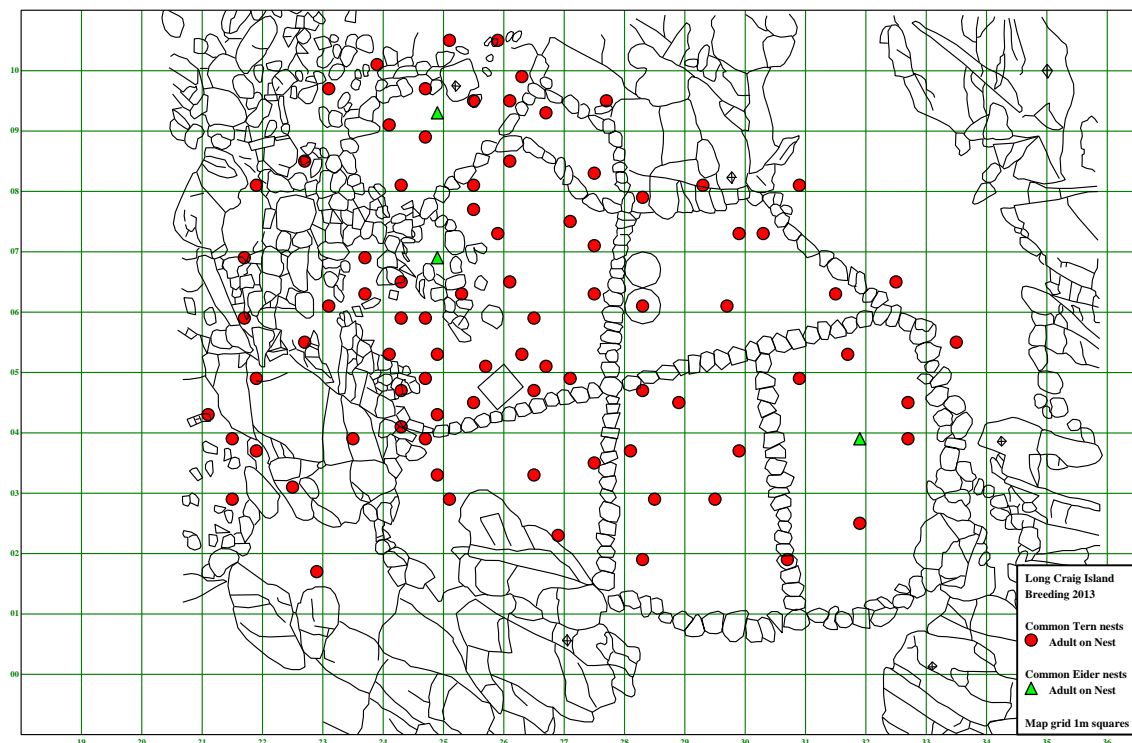 10
09
08
07
06
05
04
03
02
01
00
Long Craig Island
Breeding 2013
Common Tern nests
Adult on Nest
Common Eider nests
Adult on Nest
Map grid 1m squares
19 20 21 22 23 24 25 26 27 28 29 30 31 32 33 34 35 36